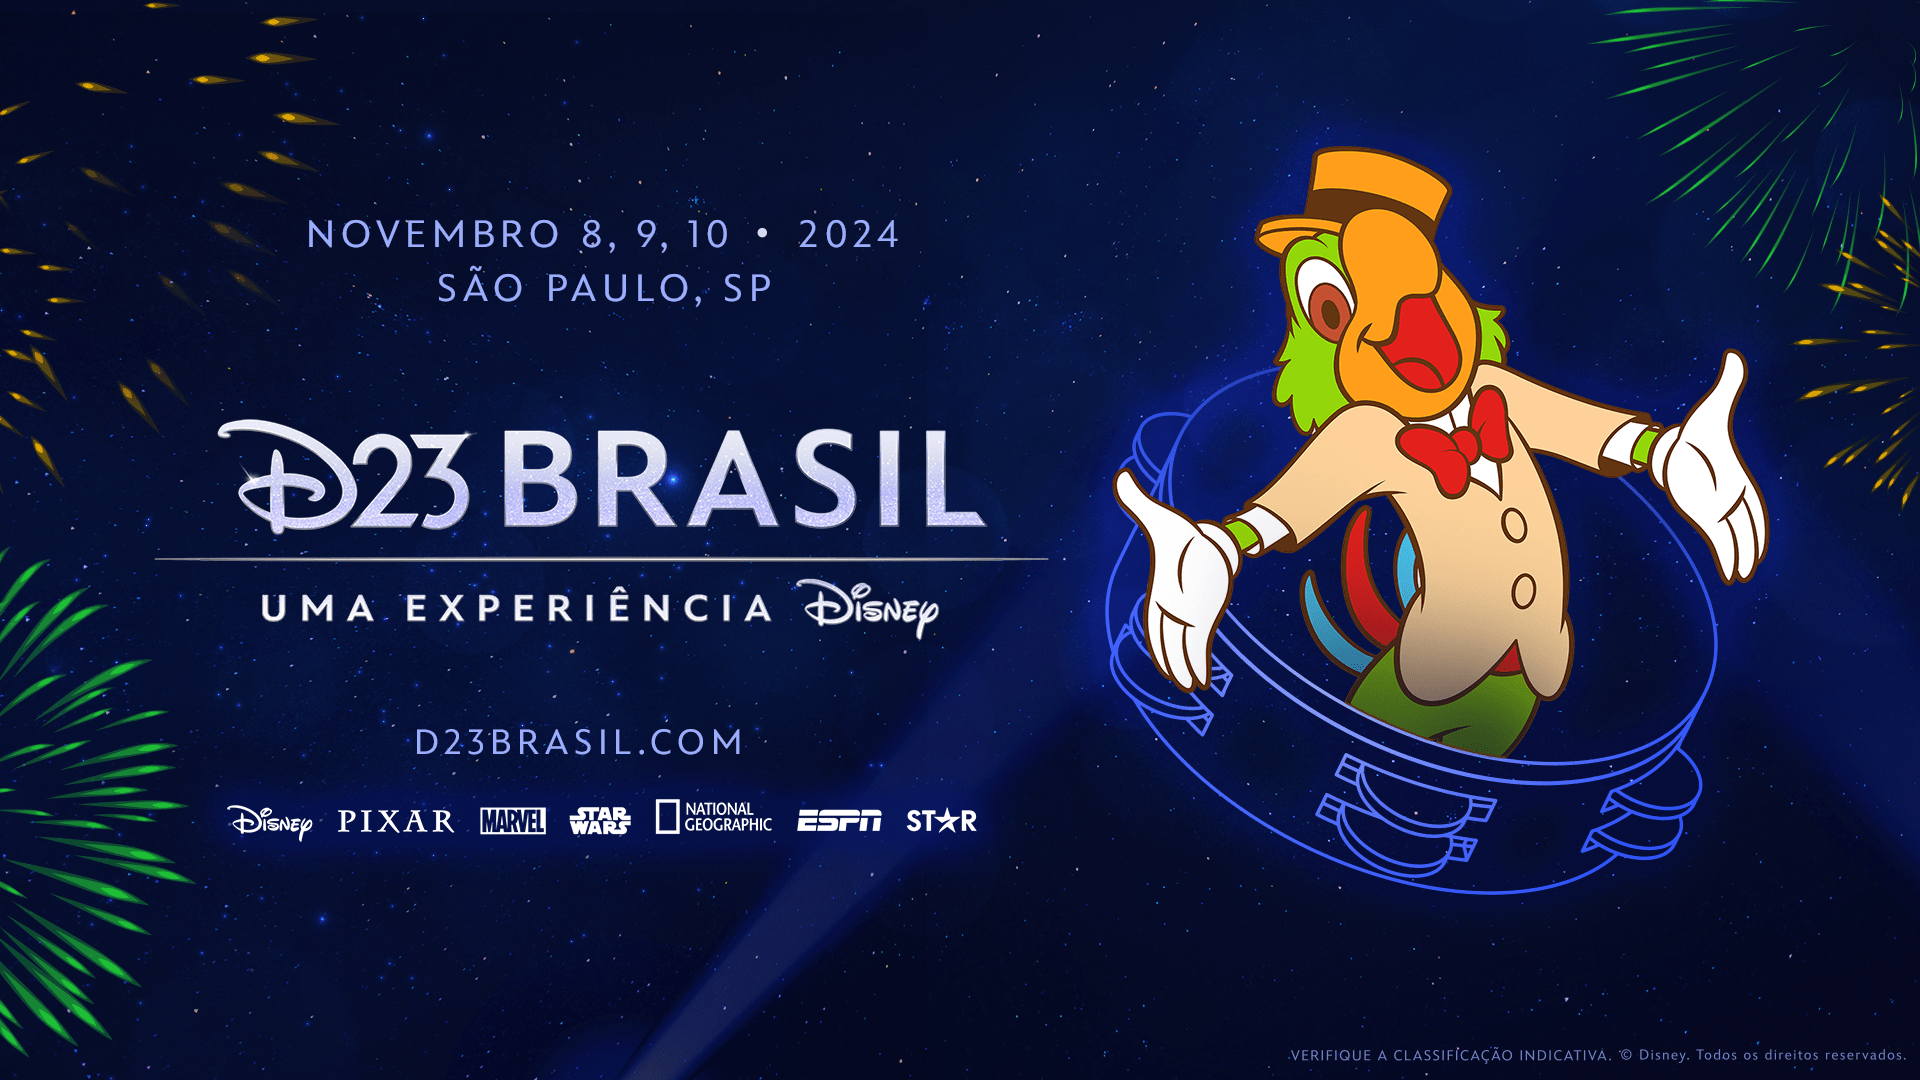 NOVEMBRO 8, 9, 10 • 2024
SÃO PAULO, SP
D23 BRASIL
UMA EXPERIÊNCIA Disney
D23BRASIL.COM
Disney PIXAR MARVEL STAR WARS NATIONAL GEOGRAPHIC ESPN STAR
VERIFIQUE A CLASSIFICAÇÃO INDICATIVA. © Disney. Todos os direitos reservados.